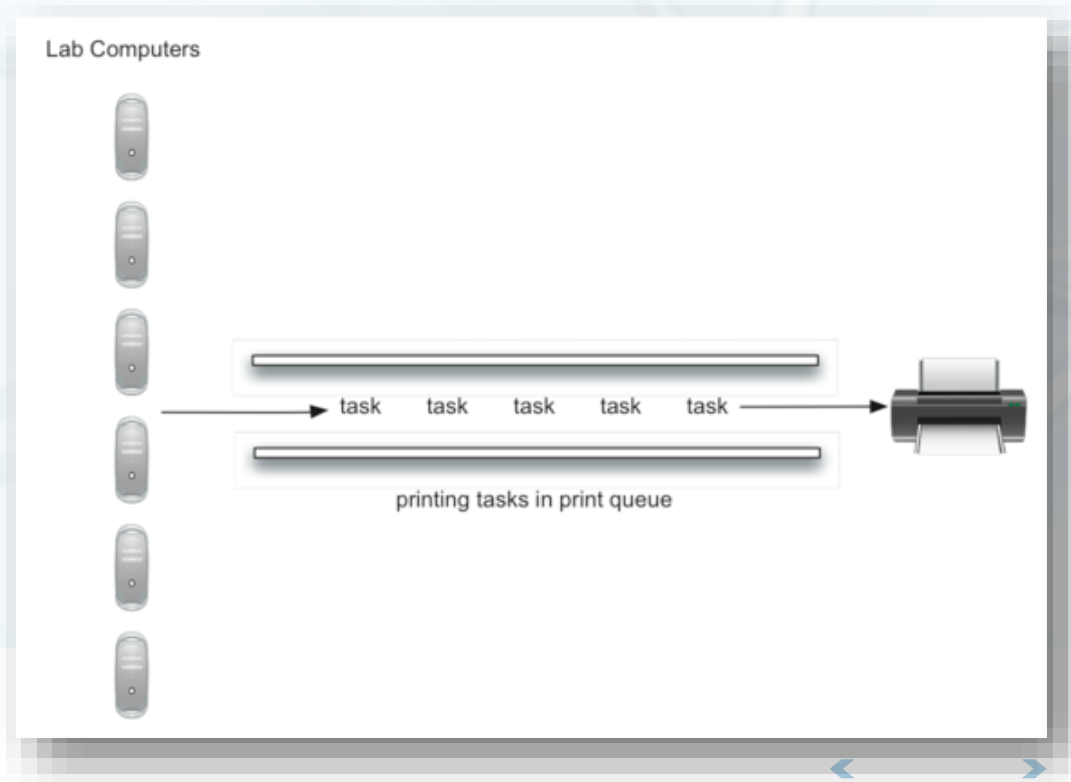 Lab Computers
task task task task task
printing tasks in print queue